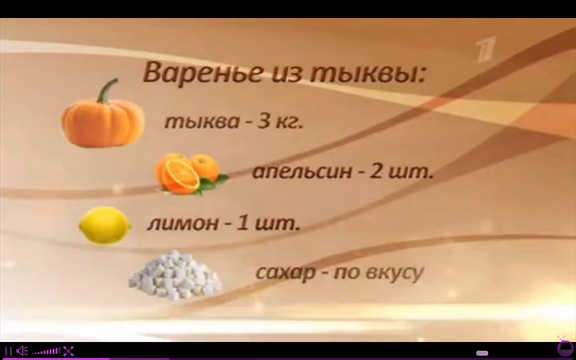 Варенье из тыквы:
тыква - 3 кг.
апельсин - 2 шт.
лимон - 1 шт.
сахар - по вкусу